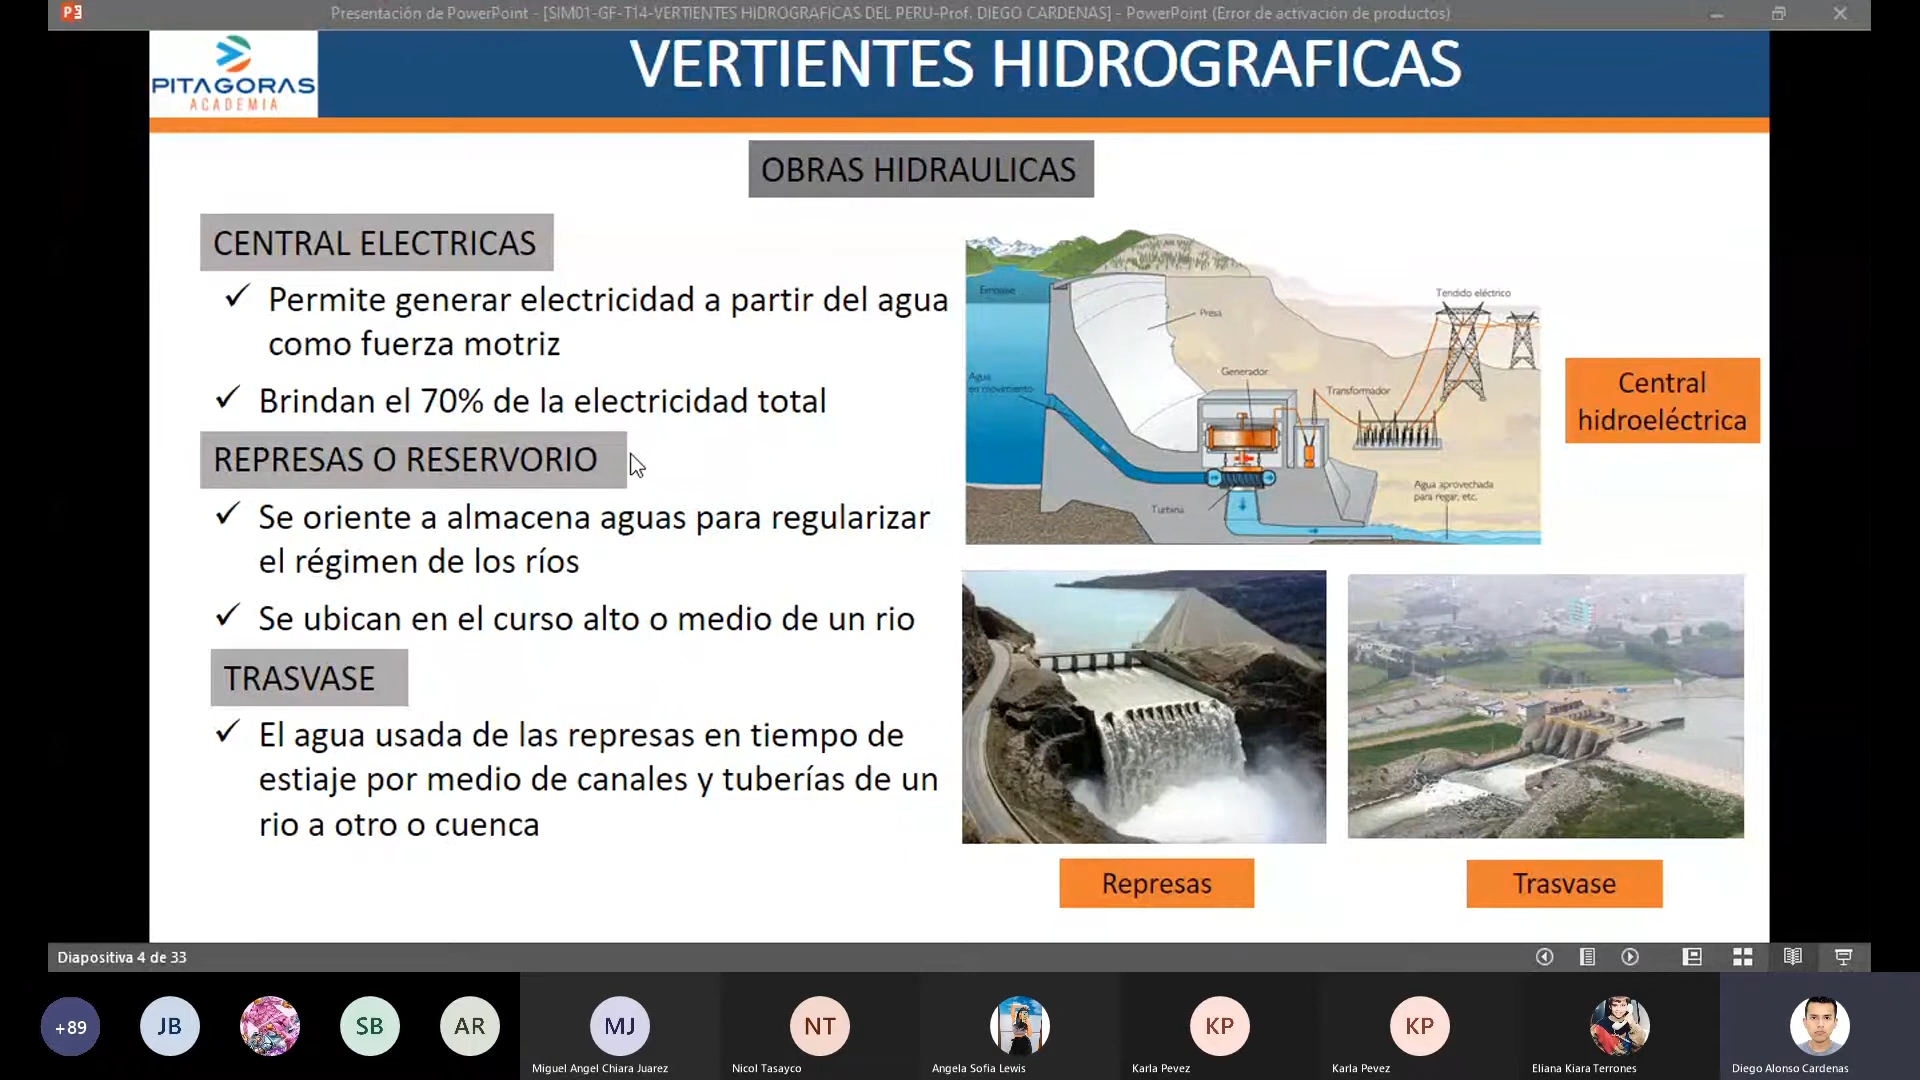 Presentación de PowerPoint - [SIM01-GF-T14-VERTIENTES HIDROGRAFICAS DEL PERU-Prof. DIEGO CARDENAS] - PowerPoint (Error de activación de productos)
PITAGORAS
ACADEMIA
VERTIENTES HIDROGRAFICAS
OBRAS HIDRAULICAS
CENTRAL ELECTRICAS
✓ Permite generar electricidad a partir del agua
como fuerza motriz
✓ Brindan el 70% de la electricidad total
REPRESAS O RESERVORIO
✓ Se oriente a almacena aguas para regularizar
el régimen de los ríos
✓ Se ubican en el curso alto o medio de un rio
TRASVASE
✓ El agua usada de las represas en tiempo de
estiaje por medio de canales y tuberías de un
rio a otro o cuenca
Embalse
Presa
Tendido eléctrico
Agua
en movimiento
Generador
Transformador
Turbina
Agua aprovechada
para regar, etc.
Central
hidroeléctrica
Represas
Trasvase
Diapositiva 4 de 33
+89
JB
SB
AR
MJ
NT
KP
KP
Miguel Angel Chiara Juarez
Nicol Tasayco
Angela Sofia Lewis
Karla Pevez
Karla Pevez
Eliana Kiara Terrones
Diego Alonso Cardenas